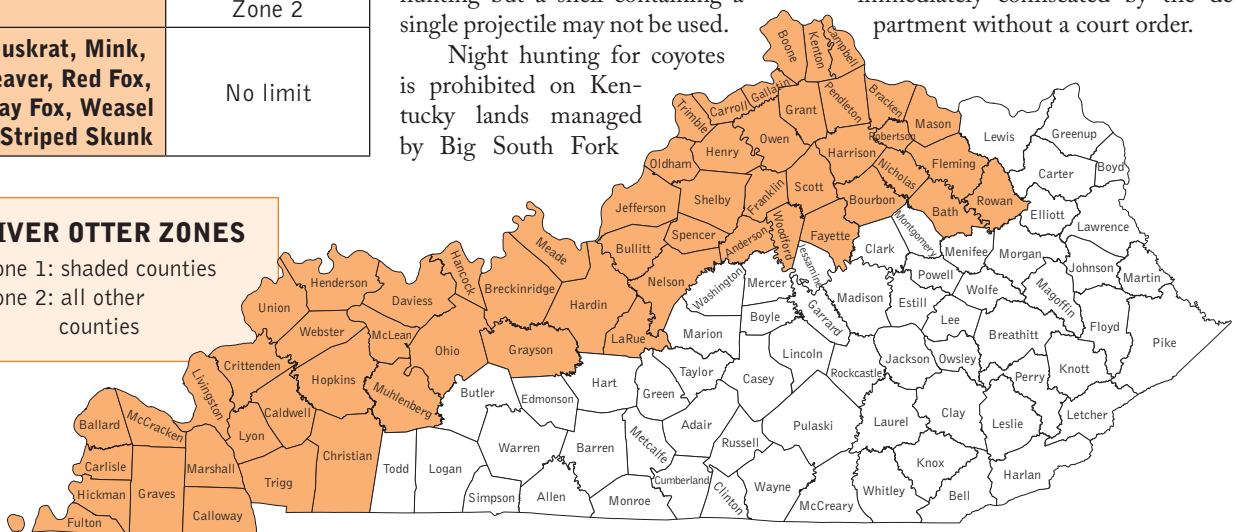 Zone 2
uskrat, Mink,
eaver, Red Fox,
ay Fox, Weasel
Striped Skunk
No limit
single projectile may not be used.
Night hunting for coyotes
is prohibited on Ken-
tucky lands managed
by Big South Fork
partment without a court order.
IVER OTTER ZONES
one 1: shaded counties
one 2: all other
counties
Boone
Kenton
Campbell
Trimble
Carroll
Gallatin
Grant
Pendleton
Bracken
Mason
Robertson
Lewis
Greenup
Boyd
Carter
Oldham
Henry
Owen
Harrison
Nicholas
Fleming
Rowan
Elliott
Lawrence
Jefferson
Shelby
Franklin
Scott
Bourbon
Bath
Montgomery
Menifee
Morgan
Johnson
Martin
Bullitt
Spencer
Anderson
Woodford
Fayette
Clark
Powell
Wolfe
Magoffin
Floyd
Pike
Meade
Hancock
Breckinridge
Hardin
Nelson
Washington
Mercer
essamine
Garrard
Madison
Estill
Lee
Breathitt
Knott
Henderson
Union
Daviess
Webster
McLean
Ohio
Grayson
LaRue
Marion
Boyle
Lincoln
Rockcastle
Jackson
Owsley
Perry
Letcher
Crittenden
Livingston
Hopkins
Muhlenberg
Butler
Edmonson
Hart
Green
Taylor
Casey
Pulaski
Laurel
Clay
Leslie
Harlan
Ballard
McCracken
Caldwell
Lyon
Christian
Todd
Logan
Warren
Barren
Metcalfe
Adair
Russell
Knox
Bell
Carlisle
Marshall
Trigg
Hickman
Graves
Calloway
Fulton
Simpson
Allen
Monroe
Cumberland
Clinton
Wayne
McCreary
Whitley